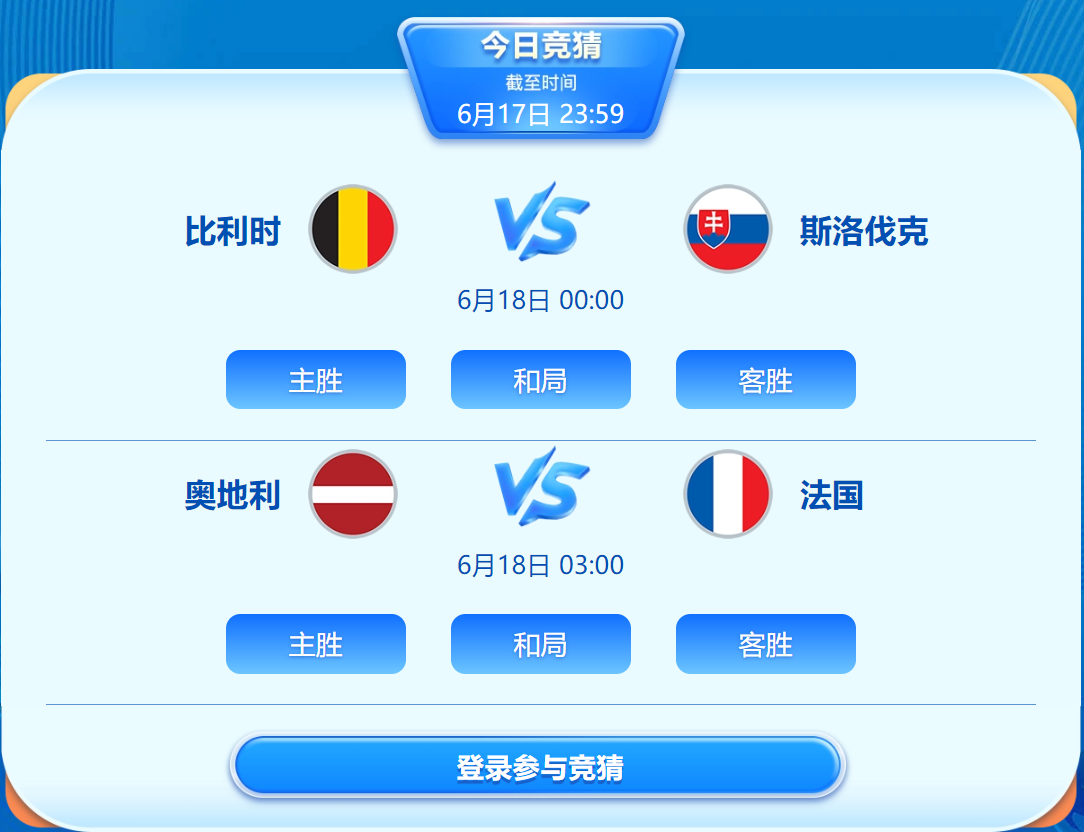 今日竞猜
截至时间
6月17日 23:59
比利时 VS 斯洛伐克
6月18日 00:00
主胜 和局 客胜
奥地利 VS 法国
6月18日 03:00
主胜 和局 客胜
登录参与竞猜